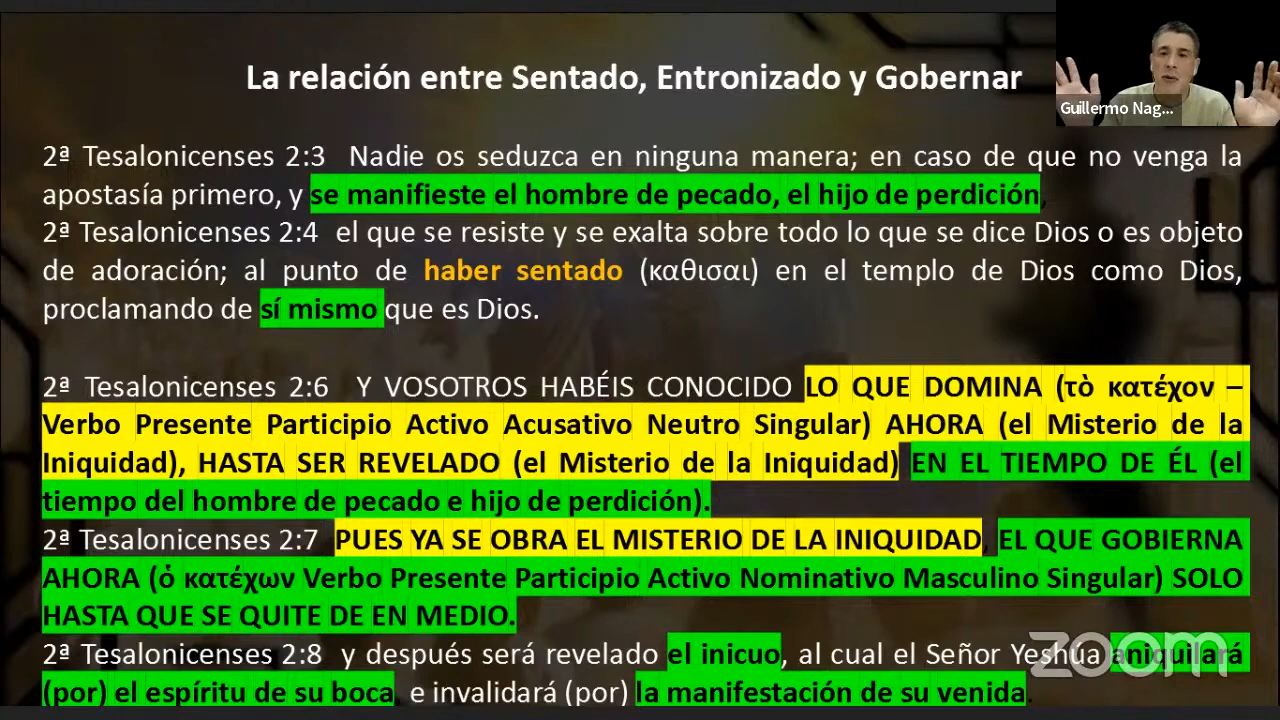 La relación entre Sentado, Entronizado y Gobernar
Guillermo Nag...
2ª Tesalonicenses 2:3 Nadie os seduzca en ninguna manera; en caso de que no venga la
apostasía primero, y se manifieste el hombre de pecado, el hijo de perdición,
2ª Tesalonicenses 2:4 el que se resiste y se exalta sobre todo lo que se dice Dios o es objeto
de adoración; al punto de haber sentado (καθισαι) en el templo de Dios como Dios,
proclamando de sí mismo que es Dios.
2ª Tesalonicenses 2:6 Y VOSOTROS HABÉIS CONOCIDO LO QUE DOMINA (τὸ κατέχον –
Verbo Presente Participio Activo Acusativo Neutro Singular) AHORA (el Misterio de la
Iniquidad), HASTA SER REVELADO (el Misterio de la Iniquidad) EN EL TIEMPO DE ÉL (el
tiempo del hombre de pecado e hijo de perdición).
2ª Tesalonicenses 2:7 PUES YA SE OBRA EL MISTERIO DE LA INIQUIDAD, EL QUE GOBIERNA
AHORA (ὁ κατέχων Verbo Presente Participio Activo Nominativo Masculino Singular) SOLO
HASTA QUE SE QUITE DE EN MEDIO.
2ª Tesalonicenses 2:8 y después será revelado el inicuo, al cual el Señor Yeshúa aniquilará
(por) el espíritu de su boca, e invalidará (por) la manifestación de su venida.
zoom